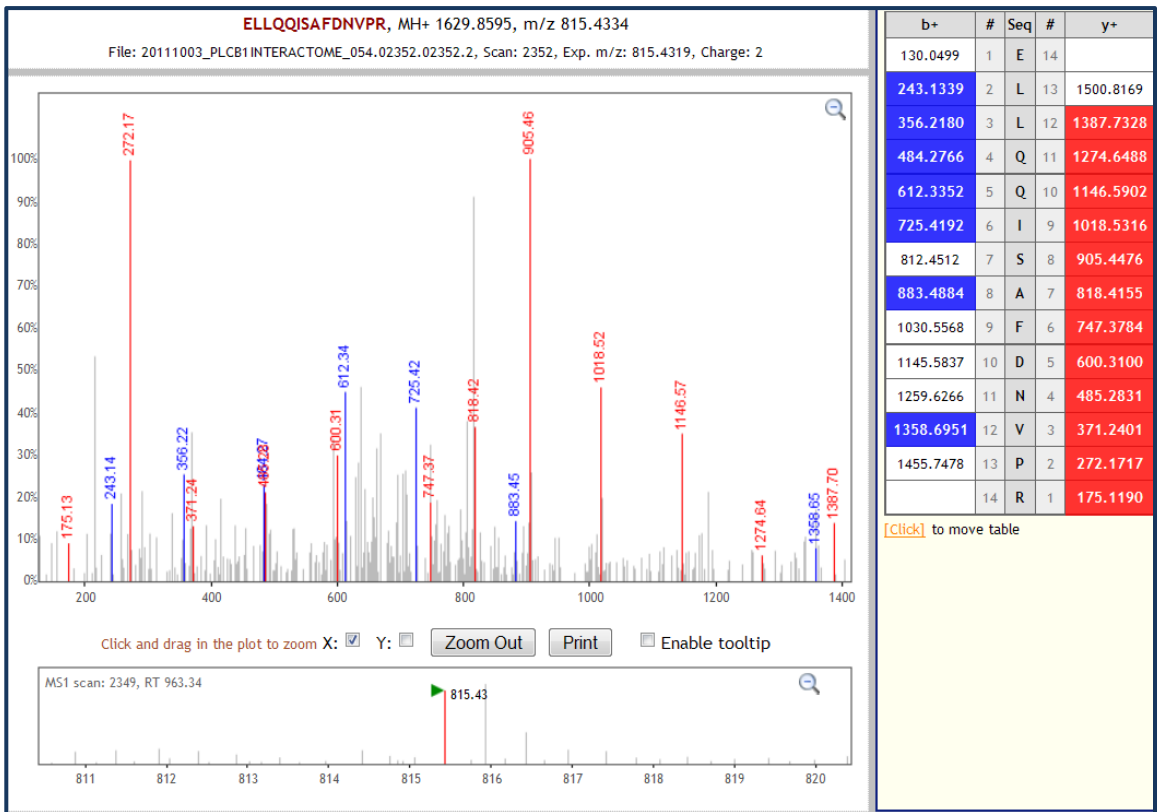 ELLQQISAFDNVPR, MH+ 1629.8595, m/z 815.4334
File: 20111003_PLCB1INTERACTOME_054.02352.02352.2, Scan: 2352, Exp. m/z: 815.4319, Charge: 2
100%
90%
80%
70%
60%
50%
40%
30%
20%
10%
0%
175.13
243.14
272.17
356.22
371.24
484.27
600.31
612.34
725.42
747.37
818.42
883.45
905.46
1018.52
1146.57
1274.64
1358.65
1387.70
200 400 600 800 1000 1200 1400
Click and drag in the plot to zoom X: Y: Zoom Out Print Enable tooltip
MS1 scan: 2349, RT 963.34
815.43
811 812 813 814 815 816 817 818 819 820
b+ # Seq # y+
130.0499 1 E 14
243.1339 2 L 13 1500.8169
356.2180 3 L 12 1387.7328
484.2766 4 Q 11 1274.6488
612.3352 5 Q 10 1146.5902
725.4192 6 I 9 1018.5316
812.4512 7 S 8 905.4476
883.4884 8 A 7 818.4155
1030.5568 9 F 6 747.3784
1145.5837 10 D 5 600.3100
1259.6266 11 N 4 485.2831
1358.6951 12 V 3 371.2401
1455.7478 13 P 2 272.1717
14 R 1 175.1190
[Click] to move table